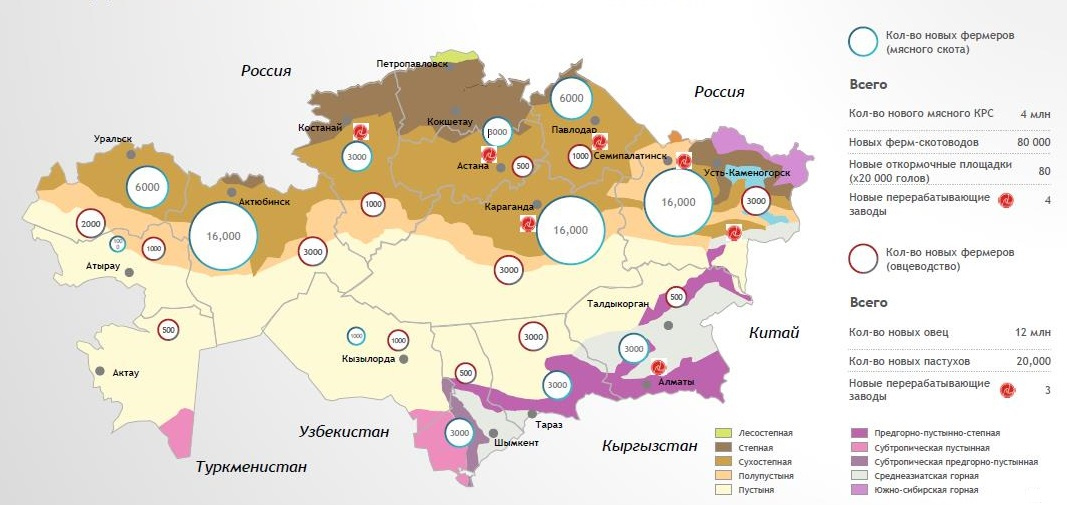 Россия
Петропавловск
Россия
6000
Костанай
Кокшетау
3000
Павлодар
Уральск
3000
Астана
500
1000
Семипалатинск
Усть-Каменогорск
6000
Актюбинск
1000
Караганда
16,000
3000
2000
16,000
16,000
1000
3000
3000
Атырау
Талдыкорган
500
500
1000
1000
3000
Китай
Кызылорда
3000
Актау
500
3000
Алматы
Узбекистан
3000
Тараз
Шымкент
Кыргызстан
Туркменистан
Кол-во новых фермеров
(мясного скота)
Всего
Кол-во нового мясного КРС 4 млн
Новых ферм-скотоводов 80 000
Новые откормочные площадки 80
(х20 000 голов)
Новые перерабатывающие 4
заводы
Кол-во новых фермеров
(овцеводство)
Всего
Кол-во новых овец 12 млн
Кол-во новых пастухов 20,000
Новые перерабатывающие 3
заводы
Лесостепная
Степная
Сухостепная
Полупустыня
Пустыня
Предгорно-пустынно-степная
Субтропическая пустынная
Субтропическая предгорно-пустынная
Среднеазиатская горная
Южно-сибирская горная